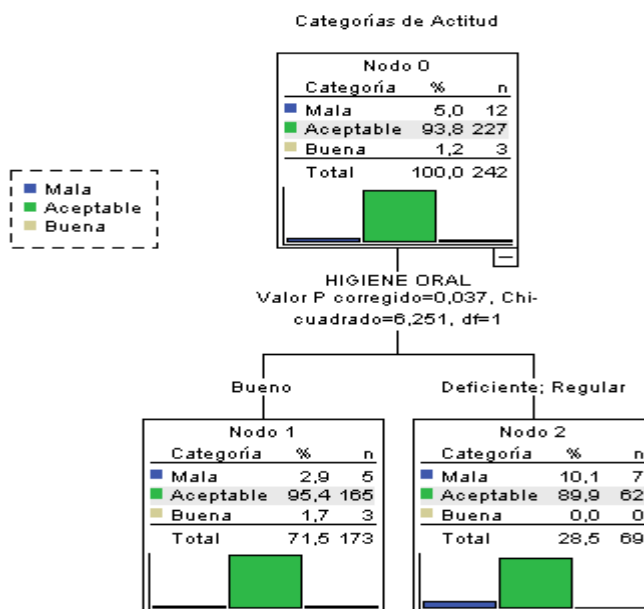 Categorías de Actitud
Nodo 0
Categoría % n
Mala 5,0 12
Aceptable 93,8 227
Buena 1,2 3
Total 100,0 242
Mala
Aceptable
Buena
HIGIENE ORAL
Valor P corregido=0,037, Chi-
cuadrado=6,251, df=1
Bueno
Deficiente; Regular
Nodo 1
Categoría % n
Mala 2,9 5
Aceptable 95,4 165
Buena 1,7 3
Total 71,5 173
Nodo 2
Categoría % n
Mala 10,1 7
Aceptable 89,9 62
Buena 0,0 0
Total 28,5 69